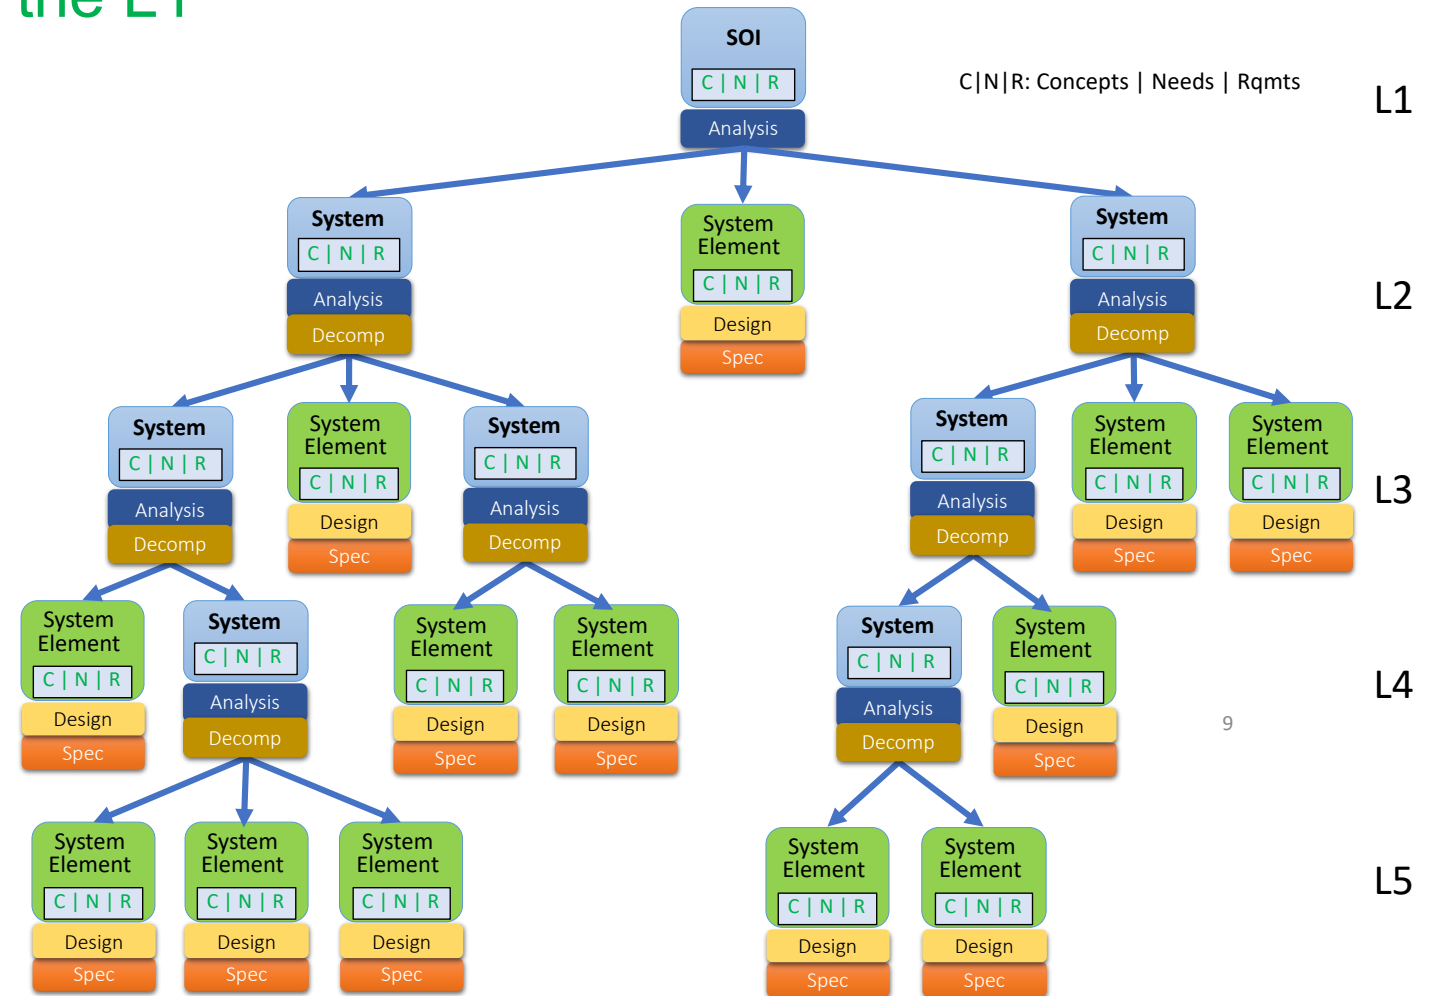 the
SOI
C | N | R
Analysis
C|N|R: Concepts | Needs | Rqmts
L1
System
C | N | R
Analysis
Decomp
System
Element
C | N | R
Design
Spec
System
C | N | R
Analysis
Decomp
L2
System
C | N | R
Analysis
Decomp
System
Element
C | N | R
Design
Spec
System
C | N | R
Analysis
Decomp
System
C | N | R
Analysis
Decomp
System
Element
C | N | R
Design
Spec
System
Element
C | N | R
Design
Spec
L3
System
Element
C | N | R
Design
Spec
System
C | N | R
Analysis
Decomp
System
Element
C | N | R
Design
Spec
System
Element
C | N | R
Design
Spec
System
C | N | R
Analysis
Decomp
System
Element
C | N | R
Design
Spec
L4
9
System
Element
C | N | R
Design
Spec
System
Element
C | N | R
Design
Spec
System
Element
C | N | R
Design
Spec
System
Element
C | N | R
Design
Spec
System
Element
C | N | R
Design
Spec
L5